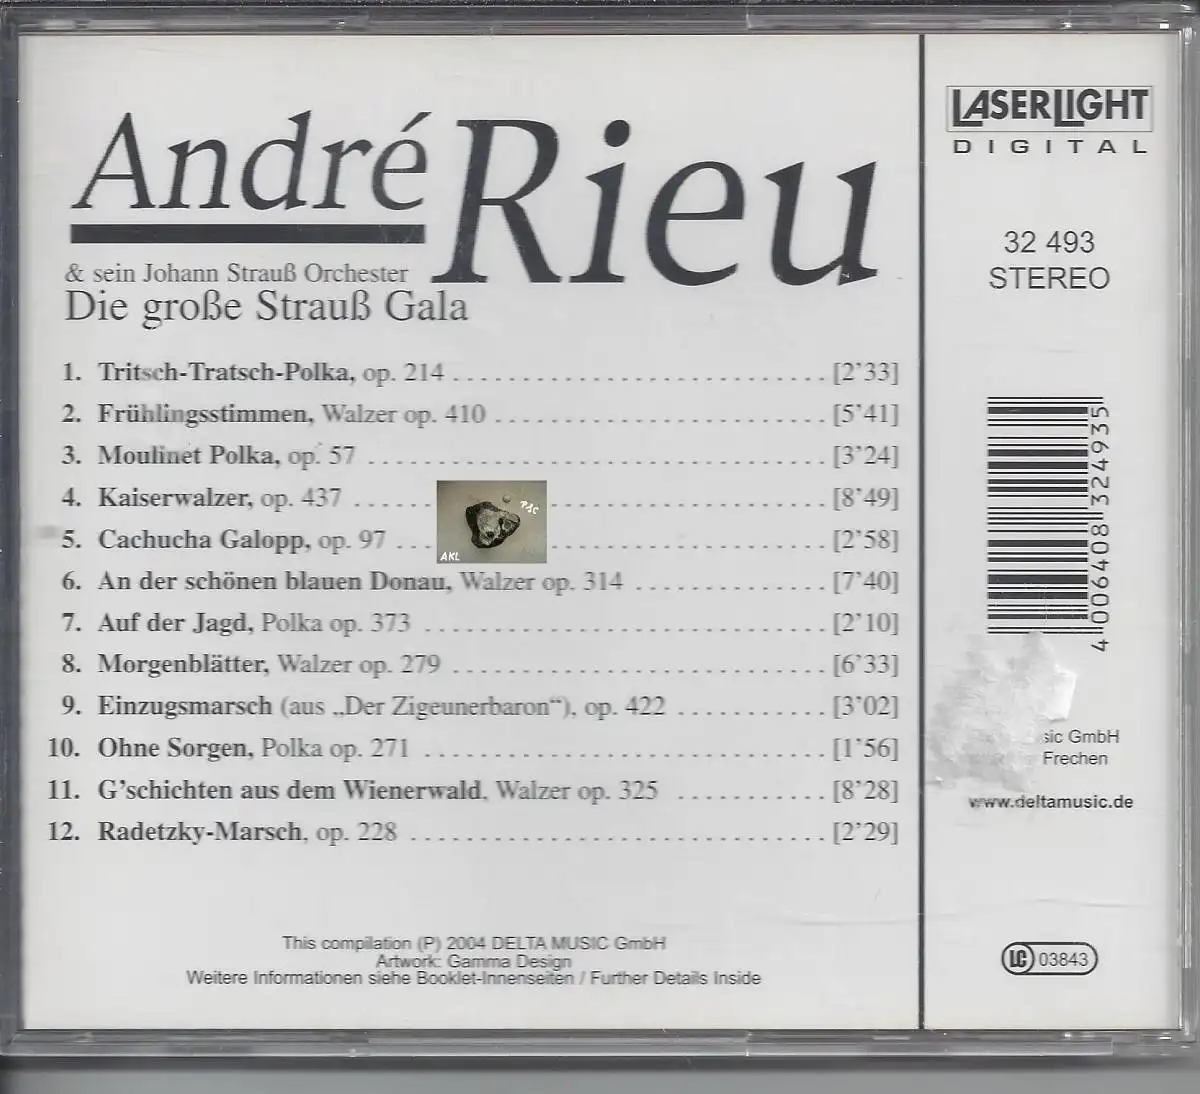 André Rieu
& sein Johann Strauß Orchester
Die große Strauß Gala
1. Tritsch-Tratsch-Polka, op. 214 [2'33]
2. Frühlingsstimmen, Walzer op. 410 [5'41]
3. Moulinet Polka, op. 57 [3'24]
4. Kaiserwalzer, op. 437 [8'49]
5. Cachucha Galopp, op. 97 [2'58]
6. An der schönen blauen Donau, Walzer op. 314 [7'40]
7. Auf der Jagd, Polka op. 373 [2'10]
8. Morgenblätter, Walzer op. 279 [6'33]
9. Einzugsmarsch (aus „Der Zigeunerbaron“), op. 422 [3'02]
10. Ohne Sorgen, Polka op. 271 [1'56]
11. G'schichten aus dem Wienerwald, Walzer op. 325 [8'28]
12. Radetzky-Marsch, op. 228 [2'29]
AKL
This compilation (P) 2004 DELTA MUSIC GmbH
Artwork: Gamma Design
Weitere Informationen siehe Booklet-Innenseiten / Further Details Inside
LASERLIGHT
DIGITAL
32 493
STEREO
4 006408 324935
GmbH
Frechen
www.deltamusic.de
LC 03843